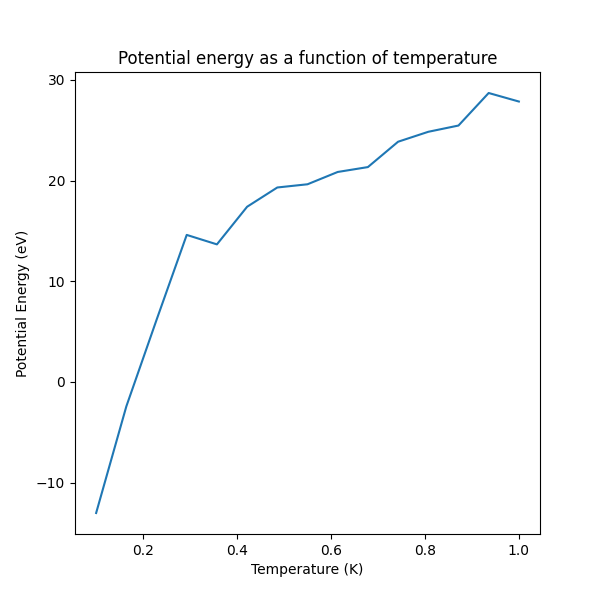 Potential energy as a function of temperature
30
20
10
0
−10
Potential Energy (eV)
0.2 0.4 0.6 0.8 1.0
Temperature (K)